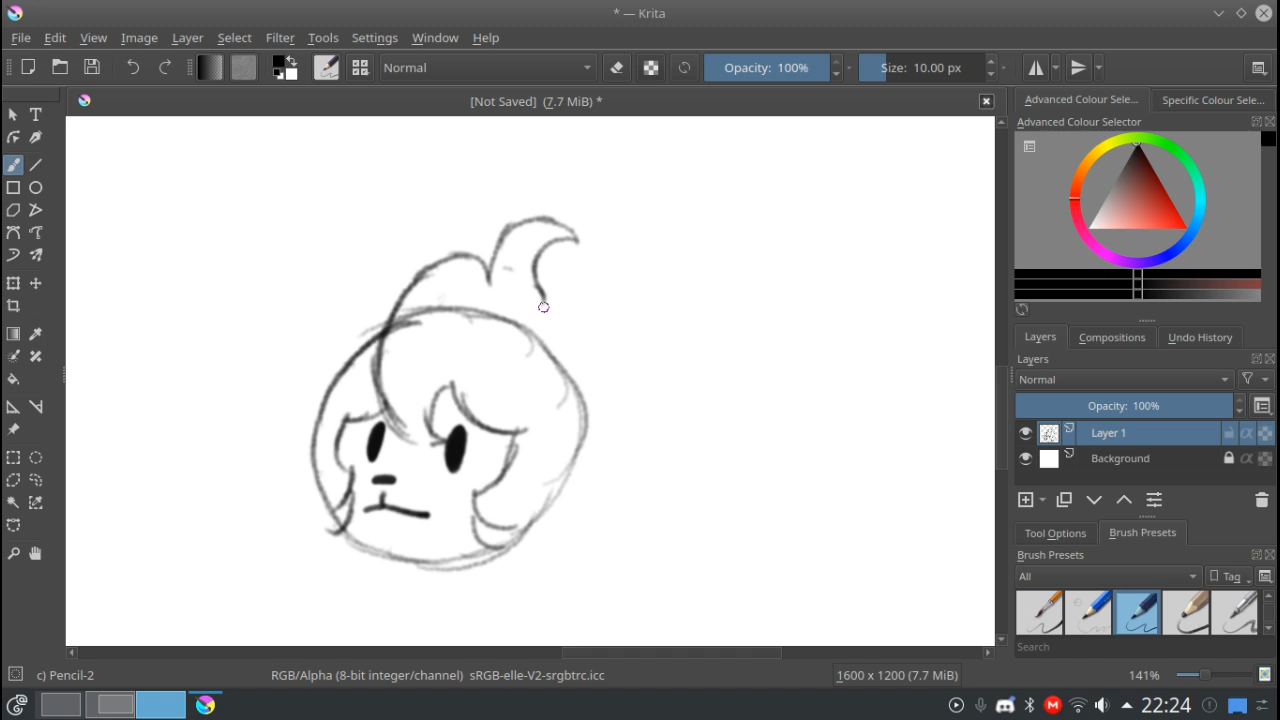 * — Krita
File Edit View Image Layer Select Filter Tools Settings Window Help
Normal
Opacity: 100%
Size: 10.00 px
[Not Saved] (7.7 MiB) *
Advanced Colour Sele...
Specific Colour Sele...
Advanced Colour Selector
Layers
Compositions
Undo History
Layers
Normal
Opacity: 100%
Layer 1
Background
Tool Options
Brush Presets
Brush Presets
All
Tag
Search
c) Pencil-2
RGB/Alpha (8-bit integer/channel) sRGB-elle-V2-srgbtrc.icc
1600 x 1200 (7.7 MiB)
141%
22:24